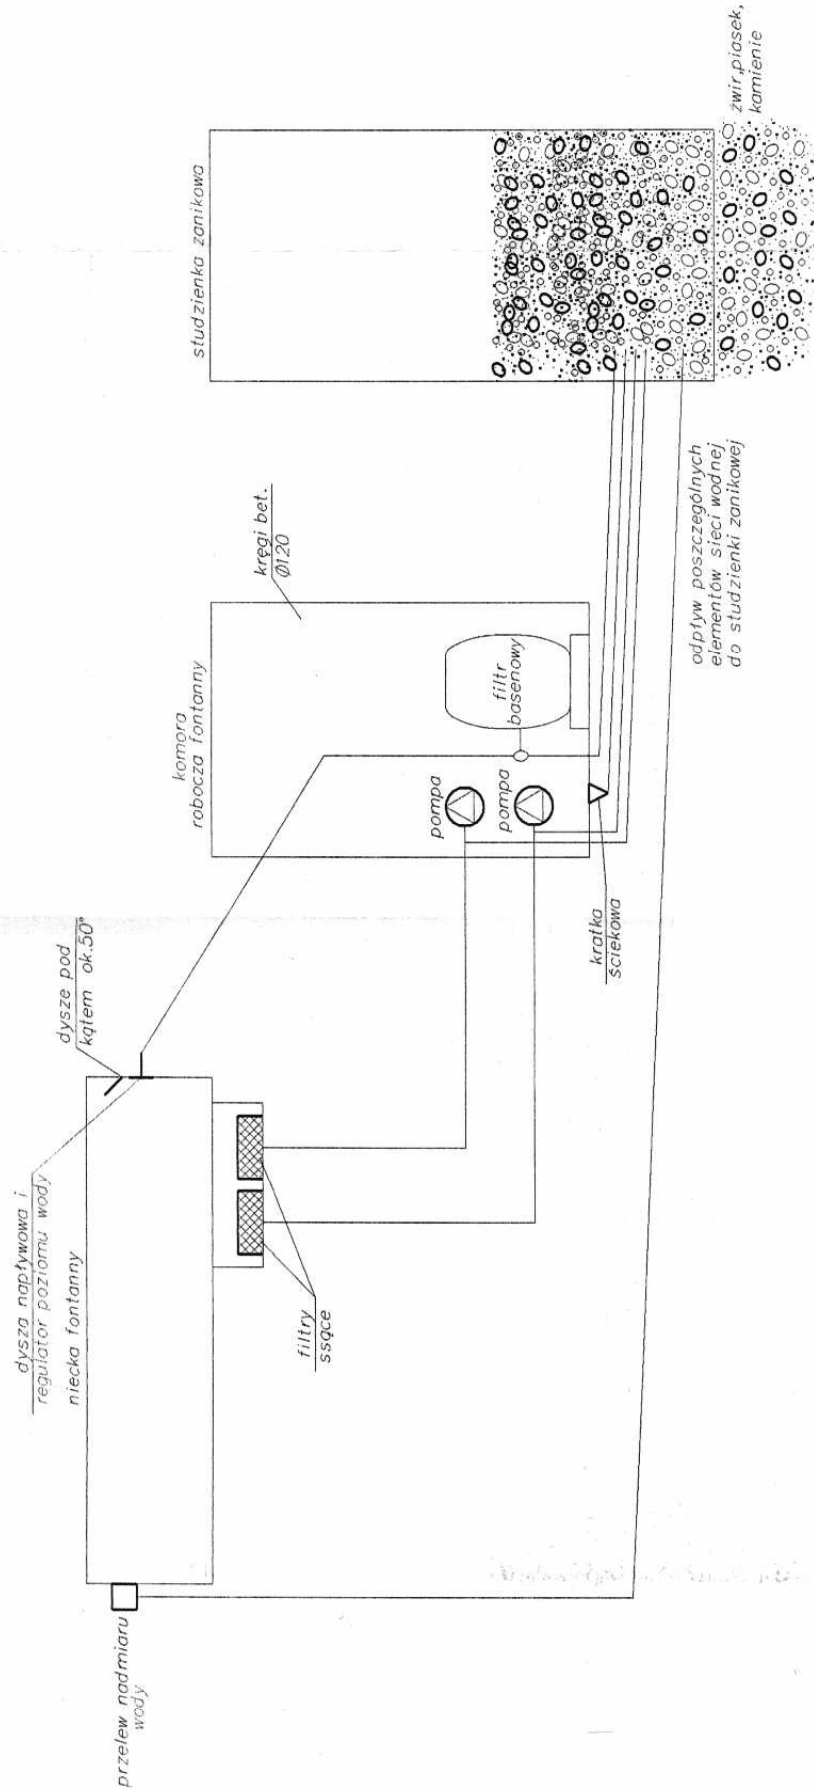 przelew nadmiaru
wody
dysza napływowa i
regulator poziomu wody
niecka fontanny
dysze pod
kątem ok.50°
filtry
ssące
komora
robocza fontanny
kręgi bet.
Ø120
pompa
pompa
filtr
basenowy
kratka
ściekowa
studzienka zanikowa
odpływ poszczególnych
elementów sieci wodnej
do studzienki zanikowej
żwir,piasek,
kamienie